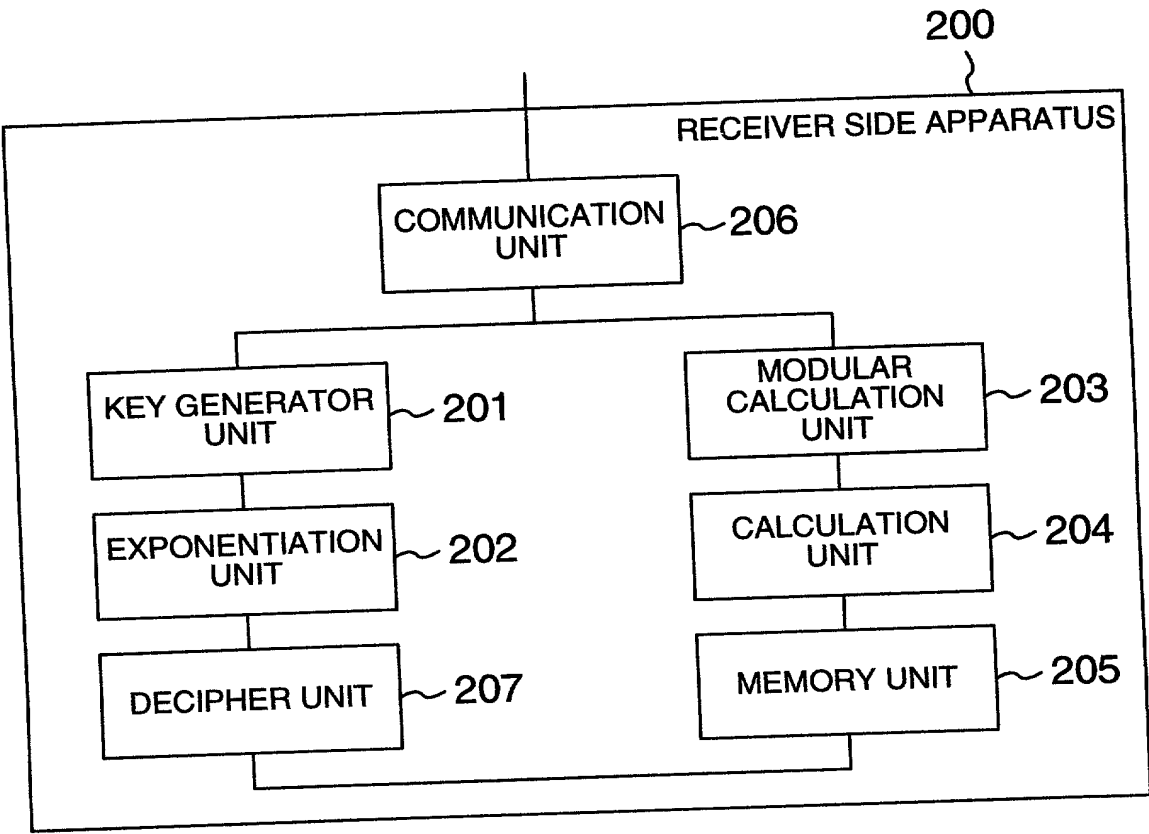 200
RECEIVER SIDE APPARATUS
COMMUNICATION
UNIT
206
KEY GENERATOR
UNIT
201
MODULAR
CALCULATION
UNIT
203
EXPONENTIATION
UNIT
202
CALCULATION
UNIT
204
DECIPHER UNIT
207
MEMORY UNIT
205